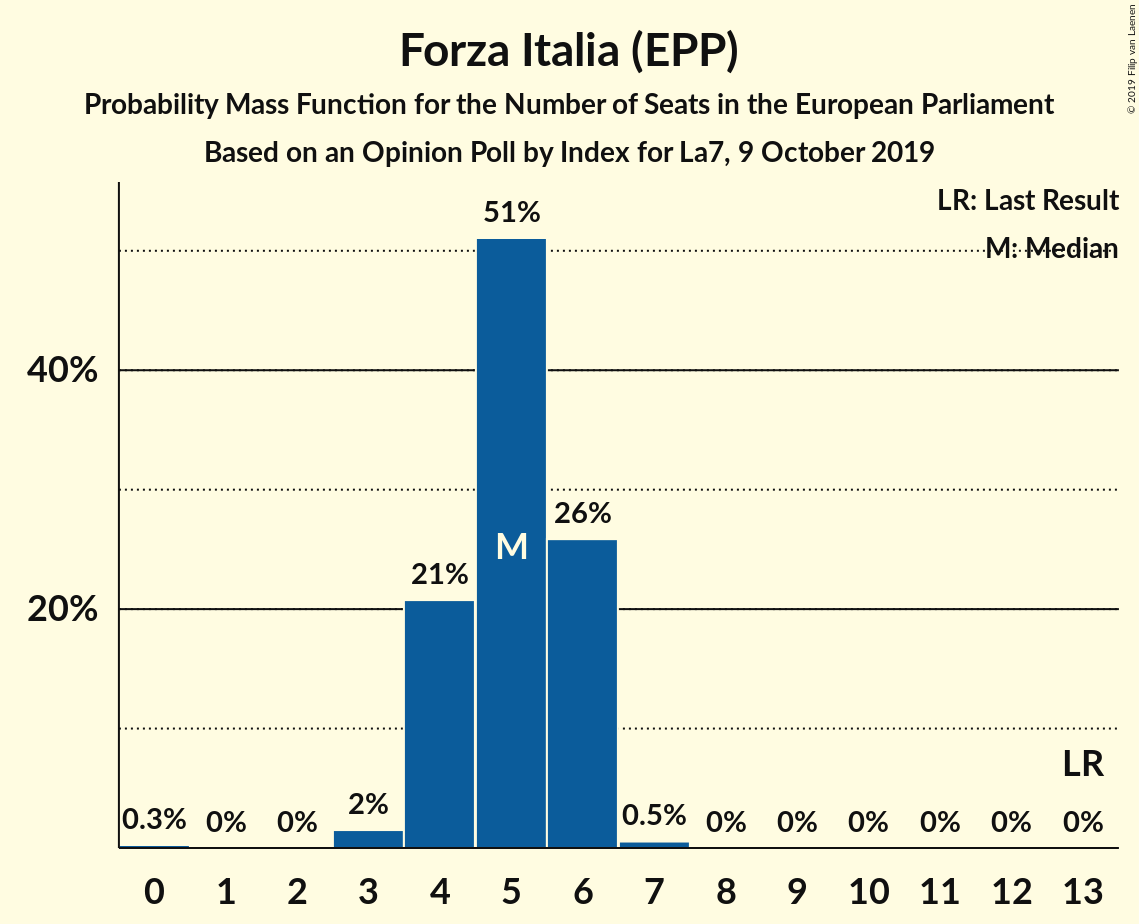 Forza Italia (EPP)
Probability Mass Function for the Number of Seats in the European Parliament
Based on an Opinion Poll by Index for La7, 9 October 2019
© 2019 Filip van Laenen
LR: Last Result
M: Median
51%
40%
26%
M
21%
20%
LR
0.3% 0% 0% 2% 0.5% 0% 0% 0% 0% 0% 0%
0 1 2 3 4 5 6 7 8 9 10 11 12 13